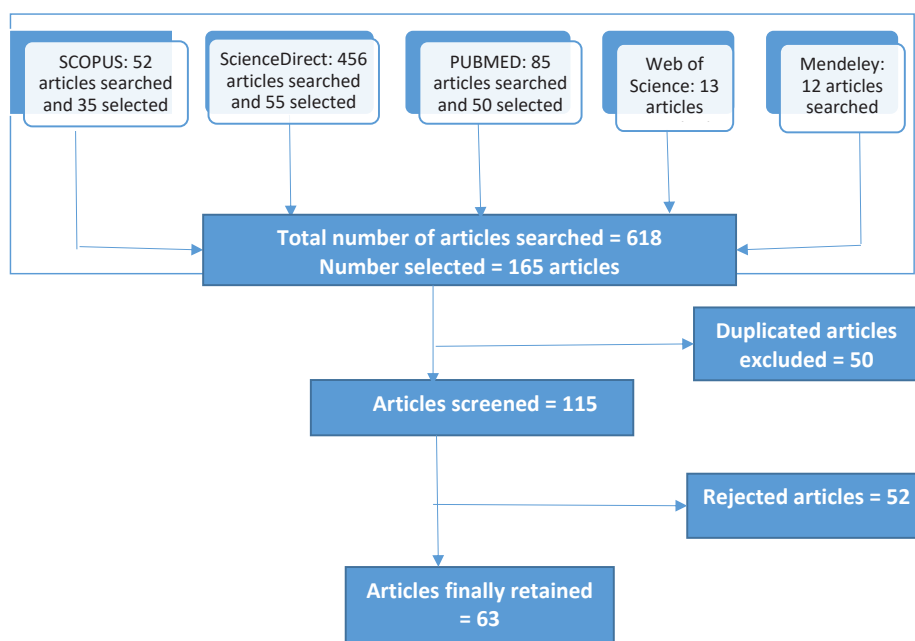 SCOPUS: 52
articles searched
and 35 selected
ScienceDirect: 456
articles searched
and 55 selected
PUBMED: 85
articles searched
and 50 selected
Web of
Science: 13
articles
Mendeley:
12 articles
searched
Total number of articles searched = 618
Number selected = 165 articles
Duplicated articles
excluded = 50
Articles screened = 115
Rejected articles = 52
Articles finally retained
= 63